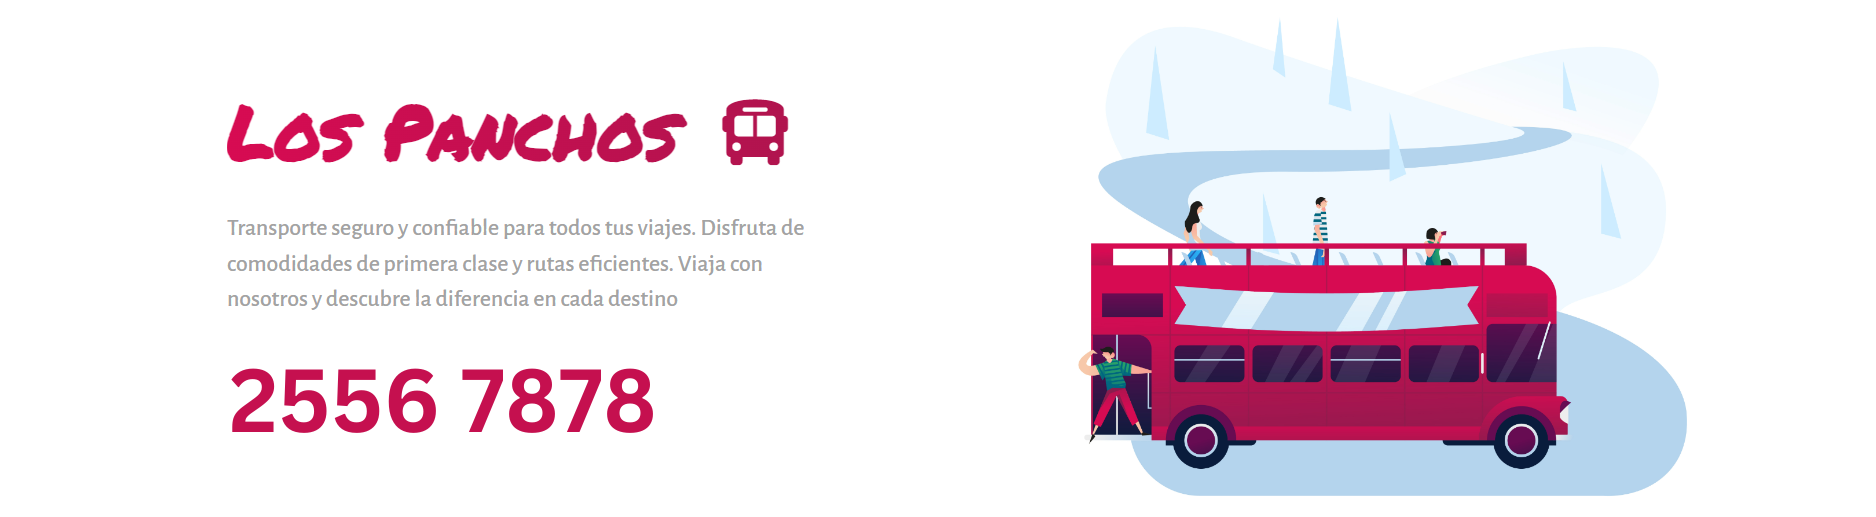 Los Panchos
Transporte seguro y confiable para todos tus viajes. Disfruta de
comodidades de primera clase y rutas eficientes. Viaja con
nosotros y descubre la diferencia en cada destino
2556 7878